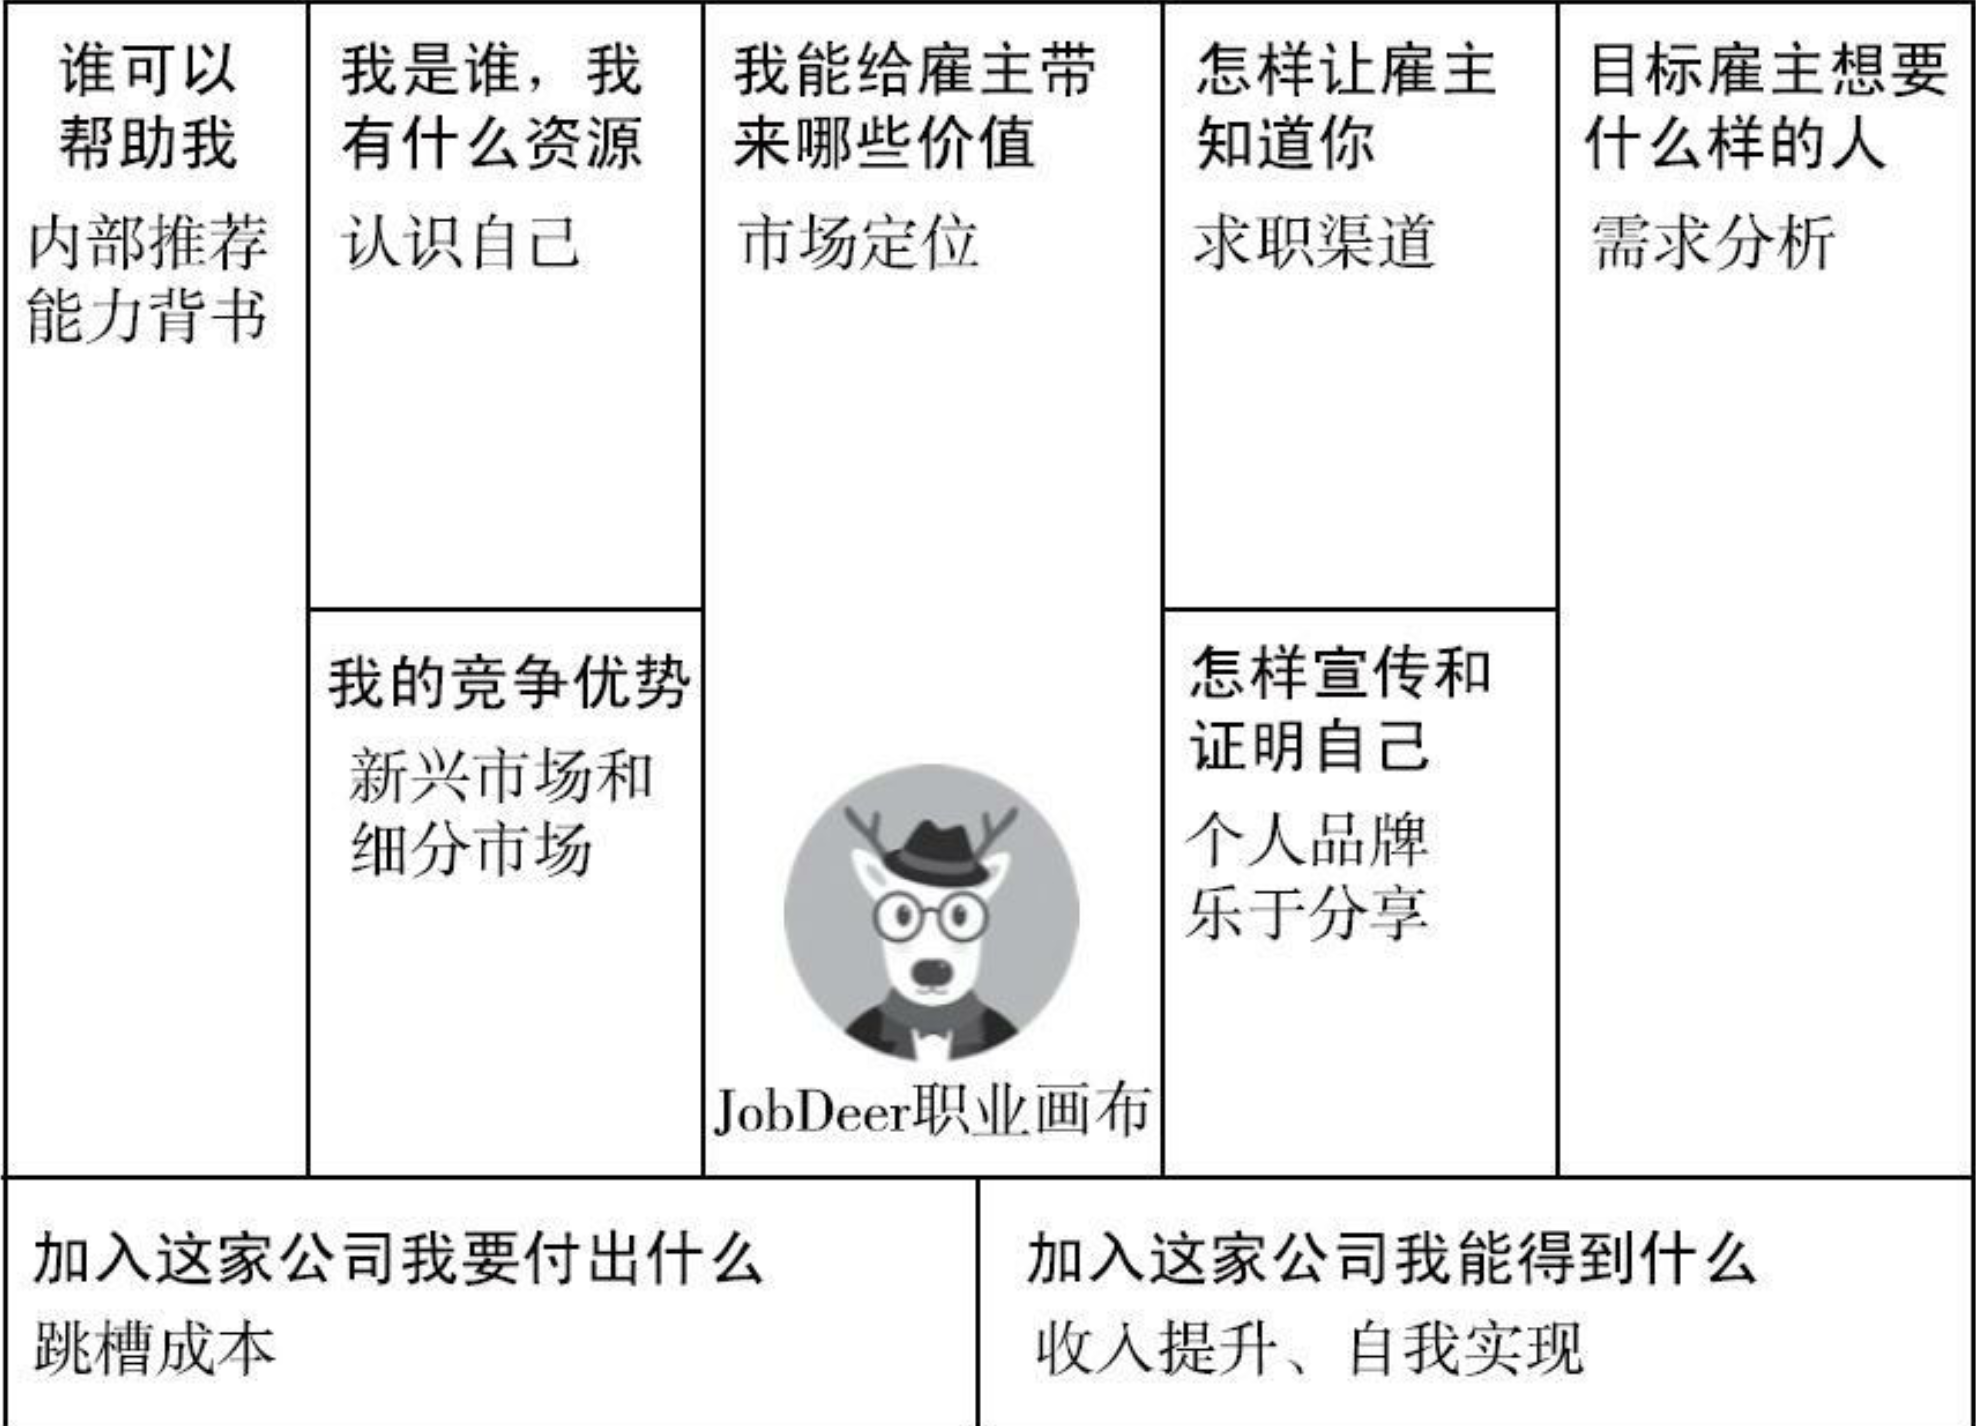 谁可以
帮助我
内部推荐
能力背书
我是谁，我
有什么资源
认识自己
我的竞争优势
新兴市场和
细分市场
我能给雇主带
来哪些价值
市场定位
JobDeer职业画布
怎样让雇主
知道你
求职渠道
怎样宣传和
证明自己
个人品牌
乐于分享
目标雇主想要
什么样的人
需求分析
加入这家公司我要付出什么
跳槽成本
加入这家公司我能得到什么
收入提升、自我实现